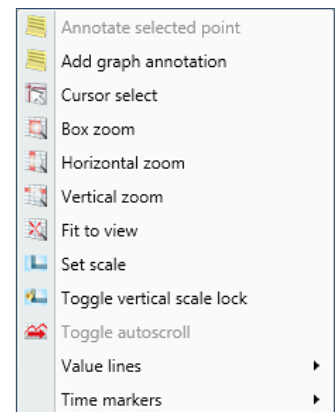 Annotate selected point
Add graph annotation
Cursor select
Box zoom
Horizontal zoom
Vertical zoom
Fit to view
Set scale
Toggle vertical scale lock
Toggle autoscroll
Value lines
Time markers